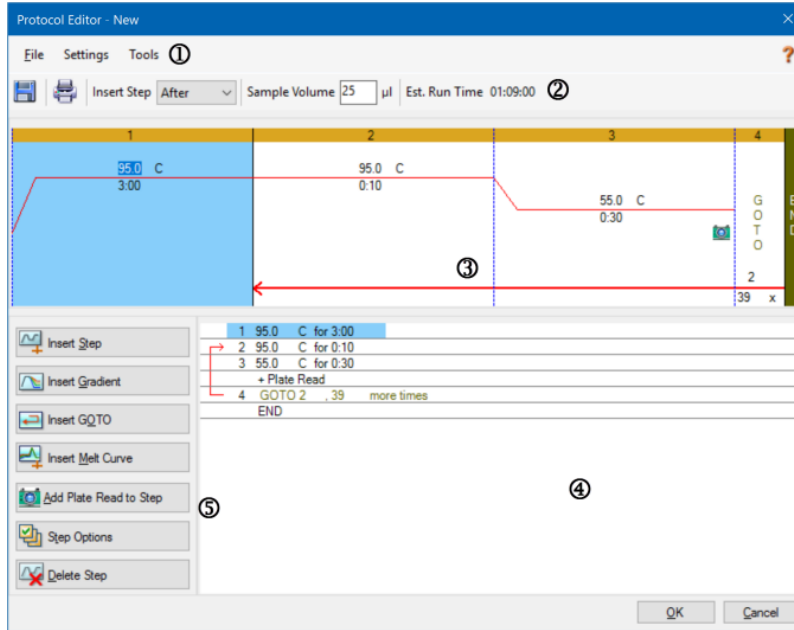 Protocol Editor - New
File Settings Tools ①
?
Insert Step After Sample Volume 25 µl Est. Run Time 01:09:00 ②
1 2 3 4
95.0 C
3:00
95.0 C
0:10
55.0 C
0:30
GOTO
2
39 x
③
Insert Step
Insert Gradient
Insert GOTO
Insert Melt Curve
Add Plate Read to Step
Step Options
Delete Step
⑤
1 95.0 C for 3:00
2 95.0 C for 0:10
3 55.0 C for 0:30
+ Plate Read
4 GOTO 2 , 39 more times
END
④
OK Cancel